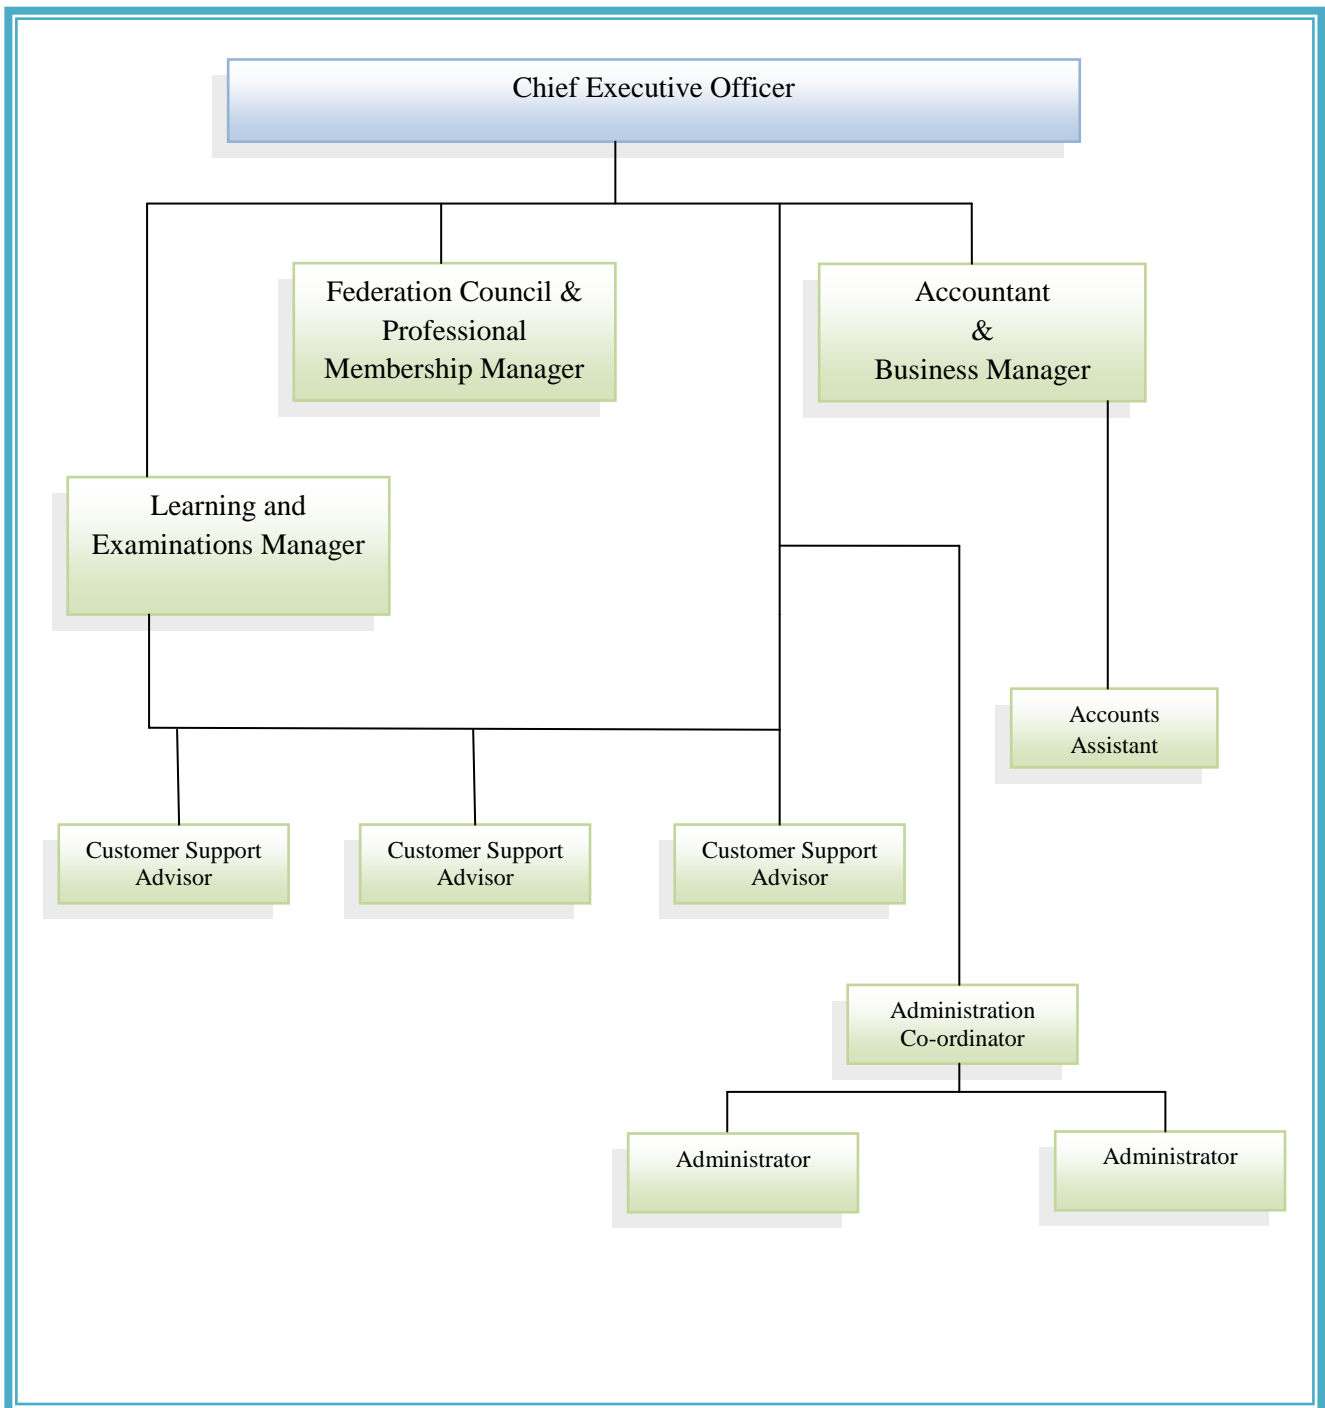 Chief Executive Officer
Federation Council &
Professional
Membership Manager
Accountant
&
Business Manager
Learning and
Examinations Manager
Accounts
Assistant
Customer Support
Advisor
Customer Support
Advisor
Customer Support
Advisor
Administration
Co-ordinator
Administrator
Administrator